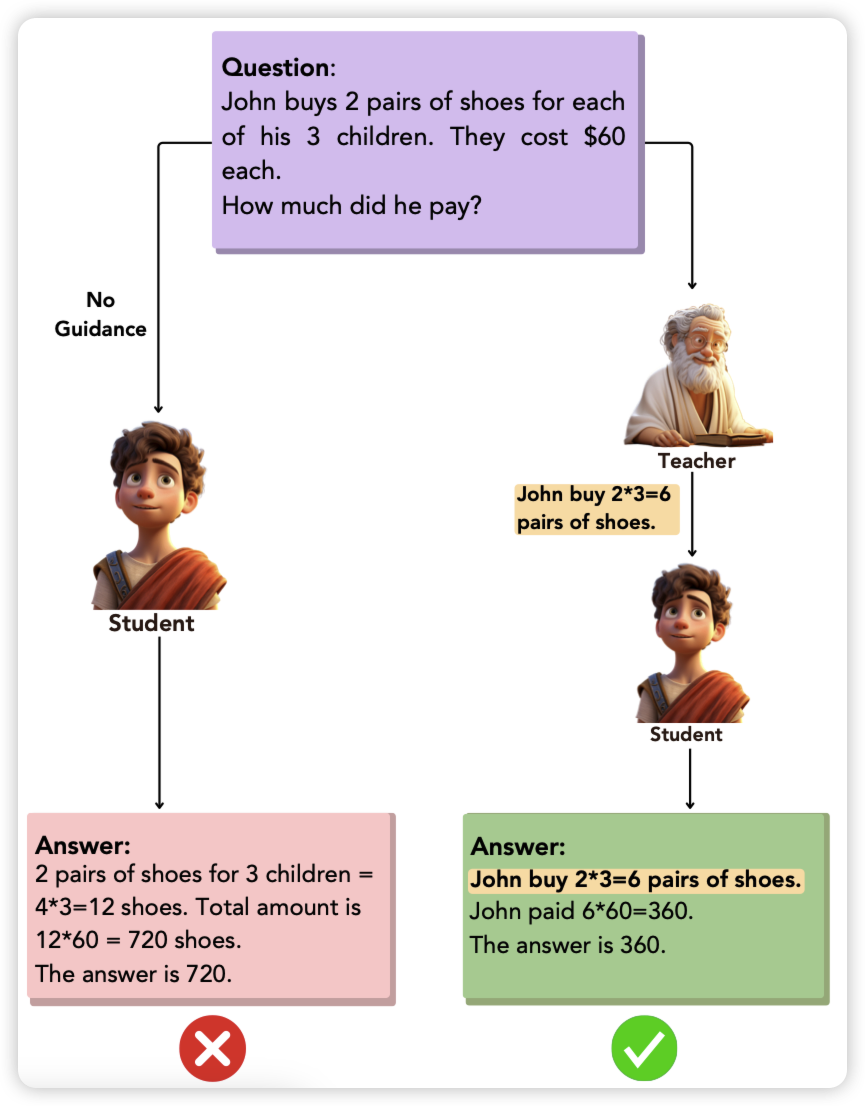 Question:
John buys 2 pairs of shoes for each
of his 3 children. They cost $60
each.
How much did he pay?
No
Guidance
Teacher
John buy 2*3=6
pairs of shoes.
Student
Student
Answer:
2 pairs of shoes for 3 children =
4*3=12 shoes. Total amount is
12*60 = 720 shoes.
The answer is 720.
Answer:
John buy 2*3=6 pairs of shoes.
John paid 6*60=360.
The answer is 360.